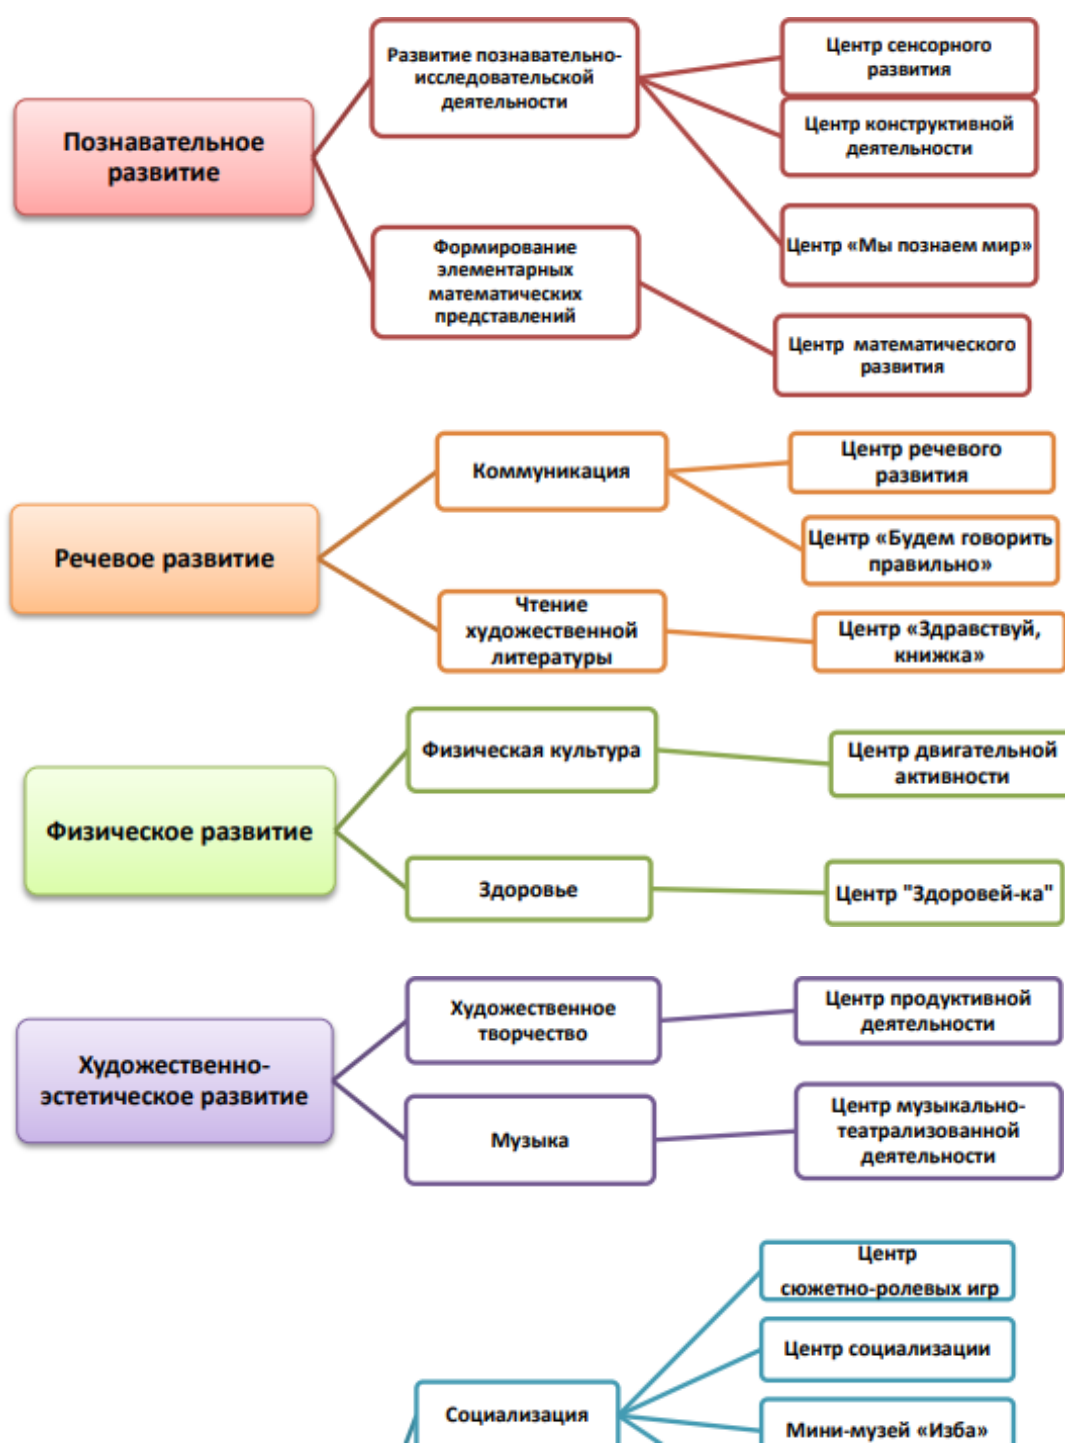 Познавательное
развитие
Развитие познавательно-
исследовательской
деятельности
Центр сенсорного
развития
Центр конструктивной
деятельности
Центр «Мы познаем мир»
Формирование
элементарных
математических
представлений
Центр математического
развития
Речевое развитие
Коммуникация
Центр речевого
развития
Центр «Будем говорить
правильно»
Чтение
художественной
литературы
Центр «Здравствуй,
книжка»
Физическое развитие
Физическая культура
Центр двигательной
активности
Здоровье
Центр "Здоровей-ка"
Художественно-
эстетическое развитие
Художественное
творчество
Центр продуктивной
деятельности
Музыка
Центр музыкально-
театрализованной
деятельности
Социализация
Центр
сюжетно-ролевых игр
Центр социализации
Мини-музей «Изба»